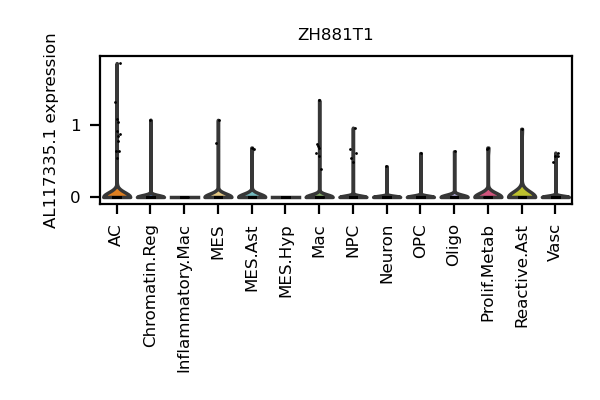 ZH881T1
AL117335.1 expression
1
0
AC
Chromatin.Reg
Inflammatory.Mac
MES
MES.Ast
MES.Hyp
Mac
NPC
Neuron
OPC
Oligo
Prolif.Metab
Reactive.Ast
Vasc